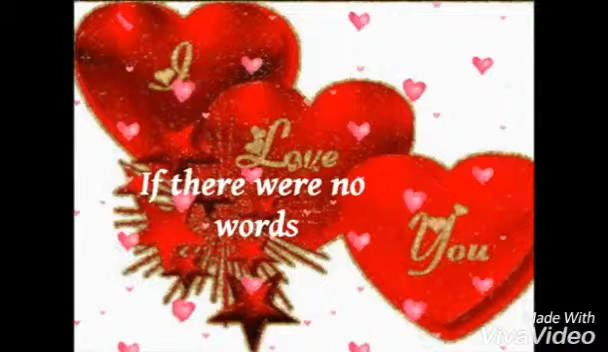 I
Love
If there were no
words
You
Made With
VivaVideo